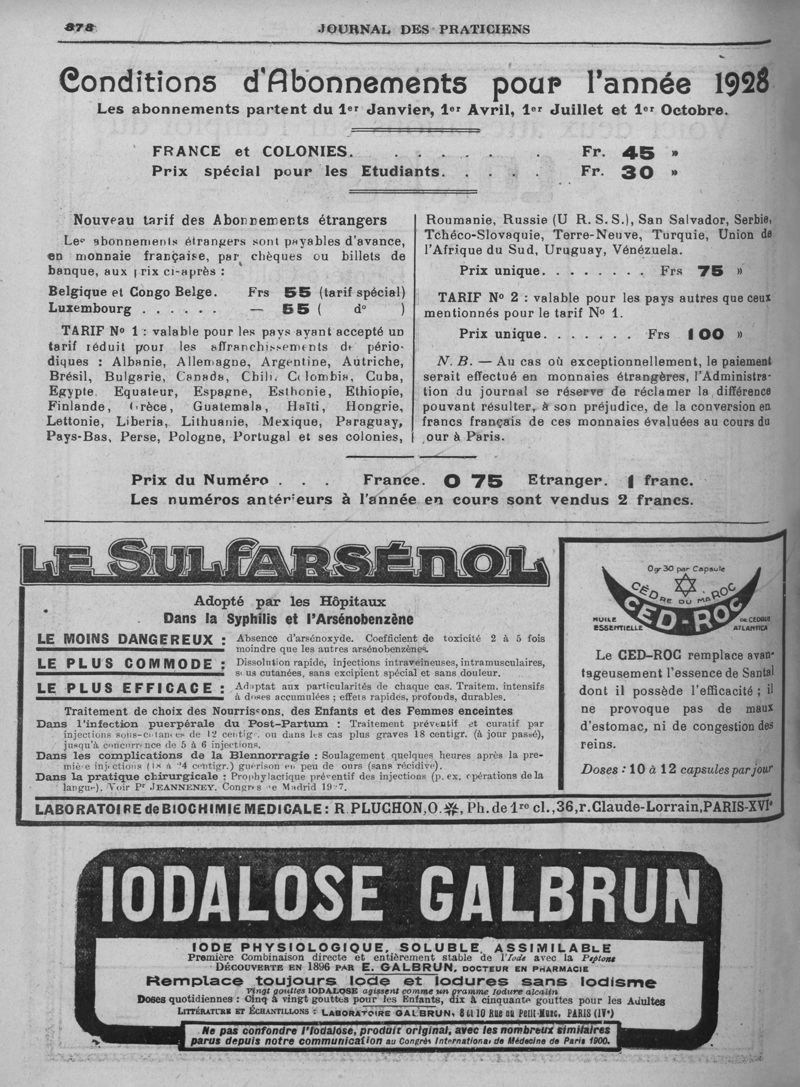 878
JOURNAL DES PRATICIENS
Conditions d'Abonnements pour l'année 1928
Les abonnements partent du 1er Janvier, 1er Avril, 1er Juillet et 1er Octobre.
FRANCE et COLONIES. . . . . . . . Fr. 45 »
Prix spécial pour les Etudiants. . . . . Fr. 30 »
Nouveau tarif des Abonnements étrangers
Les abonnements étrangers sont payables d'avance,
en monnaie française, par chèques ou billets de
banque, aux prix ci-après :
Belgique et Congo Belge. Frs 55 (tarif spécial)
Luxembourg . . . . . . — 55 ( do )
TARIF No 1 : valable pour les pays ayant accepté un
tarif réduit pour les affranchissements de pério-
diques : Albanie, Allemagne, Argentine, Autriche,
Brésil, Bulgarie, Canada, Chili, Colombia, Cuba,
Egypte Equateur, Espagne, Esthonie, Ethiopie,
Finlande, Grèce, Guatemala, Haïti, Hongrie,
Lettonie, Liberia, Lithuanie, Mexique, Paraguay,
Pays-Bas, Perse, Pologne, Portugal et ses colonies,
Roumanie, Russie (U R. S. S.), San Salvador, Serbie,
Tchéco-Slovaquie, Terre-Neuve, Turquie, Union de
l'Afrique du Sud, Uruguay, Vénézuela.
Prix unique. . . . . . . . Frs 75 »
TARIF No 2 : valable pour les pays autres que ceux
mentionnés pour le tarif No 1.
Prix unique. . . . . . . Frs 100 »
N. B. — Au cas où exceptionnellement, le paiement
serait effectué en monnaies étrangères, l'Administra-
tion du journal se réserve de réclamer la différence
pouvant résulter, à son préjudice, de la conversion en
francs français de ces monnaies évaluées au cours du
jour à Paris.
Prix du Numéro . . . France. 0 75 Etranger. 1 franc.
Les numéros antérieurs à l'année en cours sont vendus 2 francs.
LE SULFARSÉNOL
Adopté par les Hôpitaux
Dans la Syphilis et l'Arsénobenzène
LE MOINS DANGEREUX : Absence d'arsénoxyde. Coefficient de toxicité 2 à 5 fois
moindre que les autres arsénobenzènes.
LE PLUS COMMODE : Dissolution rapide, injections intraveineuses, intramusculaires,
sous cutanées, sans excipient spécial et sans douleur.
LE PLUS EFFICACE : Adaptat aux particularités de chaque cas. Traitem. intensifs
à doses accumulées ; effets rapides, profonds, durables.
Traitement de choix des Nourrissons, des Enfants et des Femmes enceintes
Dans l'infection puerpérale du Post-Partum : Traitement préventif et curatif par
injections sous-cutanées de 12 centigr. ou dans les cas plus graves 18 centigr. (à jour passé),
jusqu'à concurrence de 5 à 6 injections.
Dans les complications de la Blennorragie : Soulagement quelques heures après la pre-
mière injections (18 à 24 centigr.) guérison en peu de jours (sans récidive).
Dans la pratique chirurgicale : Prophylactique préventif des injections (p. ex. opérations de la
langue). Voir Pr JEANNENEY. Congres de Madrid 1927.
Ogr 30 par Capsule
CÈDRE DU MAROC
CED-ROC
HUILE ESSENTIELLE
DE CEDRUS ATLANTICA
Le CED-ROC remplace avan-
tageusement l'essence de Santal
dont il possède l'efficacité ; il
ne provoque pas de maux
d'estomac, ni de congestion des
reins.
Doses : 10 à 12 capsules par jour
LABORATOIRE de BIOCHIMIE MEDICALE : R. PLUCHON, O. ✻, Ph. de 1re cl., 36, r. Claude-Lorrain, PARIS-XVIe
IODALOSE GALBRUN
IODE PHYSIOLOGIQUE, SOLUBLE, ASSIMILABLE
Première Combinaison directe et entièrement stable de l'Iode avec la Peptone
DÉCOUVERTE EN 1896 PAR E. GALBRUN, DOCTEUR EN PHARMACIE
Remplace toujours Iode et Iodures sans Iodisme
Vingt gouttes IODALOSE agissent comme un gramme Iodure alcalin
Doses quotidiennes : Cinq à vingt gouttes pour les Enfants, dix à cinquante gouttes pour les Adultes
LITTÉRATURE ET ÉCHANTILLONS : LABORATOIRE GALBRUN, 8 et 10 Rue du Petit-Musc, PARIS (IVe)
Ne pas confondre l'Iodalose, produit original, avec les nombreux similaires
parus depuis notre communication au Congrès International de Médecine de Paris 1900.